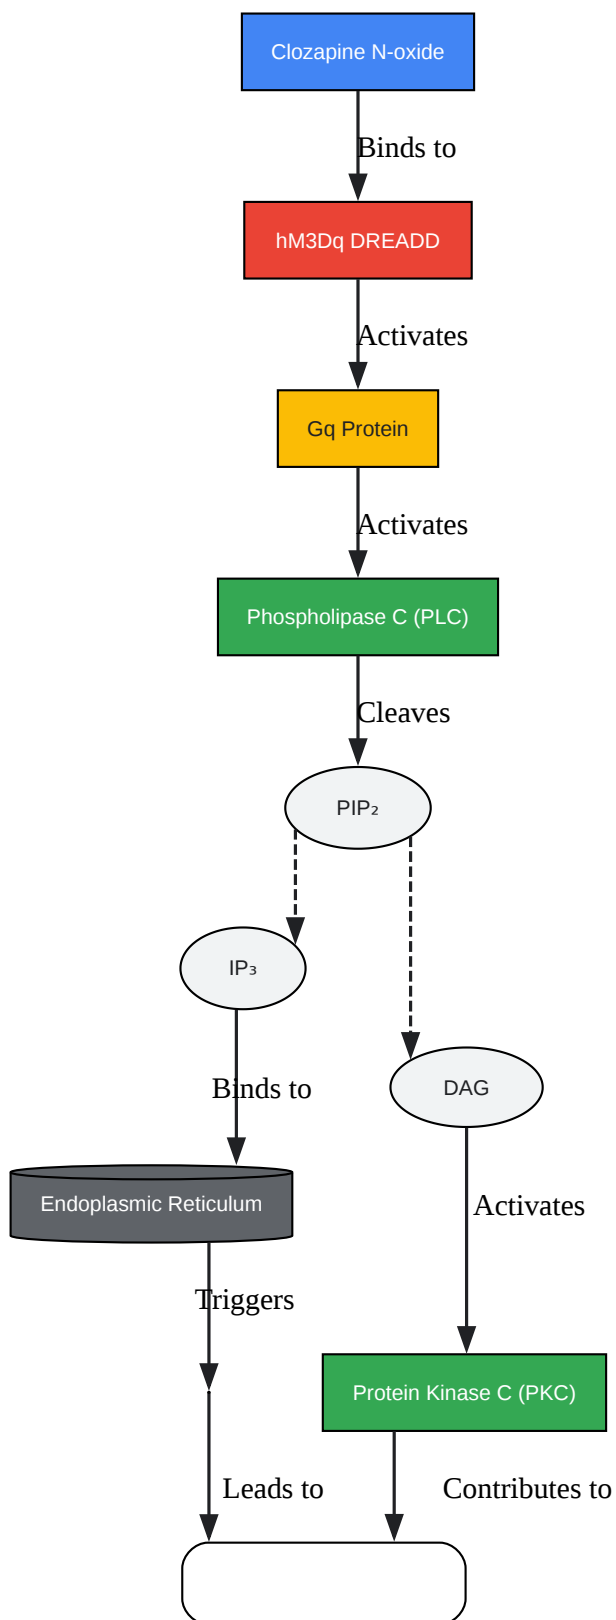 Clozapine N-oxide
Binds to
hM3Dq DREADD
Activates
Gq Protein
Activates
Phospholipase C (PLC)
Cleaves
PIP₂
IP₃
Binds to
DAG
Endoplasmic Reticulum
Activates
Triggers
Protein Kinase C (PKC)
Leads to
Contributes to